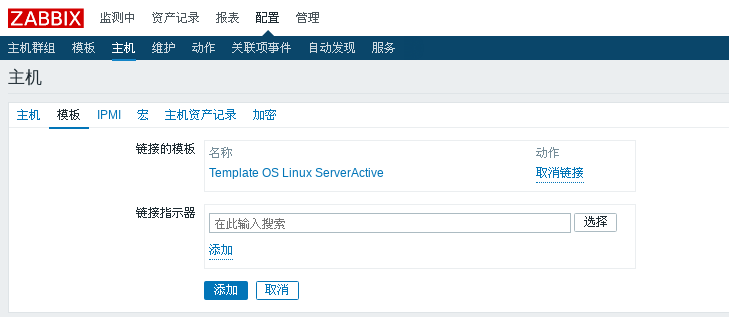 ZABBIX 监测中 资产记录 报表 配置 管理
主机群组 模板 主机 维护 动作 关联项事件 自动发现 服务
主机
主机 模板 IPMI 宏 主机资产记录 加密
链接的模板 名称 动作
Template OS Linux ServerActive 取消链接
链接指示器 在此输入搜索 选择
添加
添加 取消